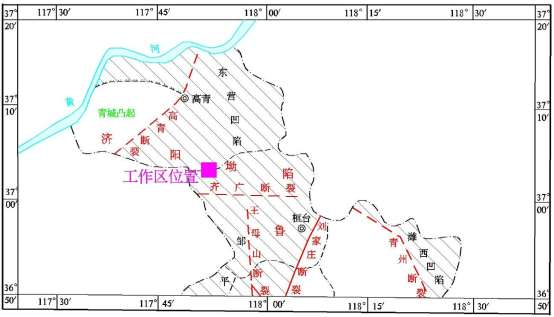 37° 117° 30′ 117° 45′ 118° 00′ 118° 15′ 118° 30′ 37°
20′ 20′
黄河
东营凹陷
高青
37°
10′
37°
10′
青城凸起
高青断裂
济阳坳陷
工作区位置
齐广断裂
37°
00′
37°
00′
王母山断裂
鲁
桓台
刘家庄断裂
邹平
青州断裂
潍西凹陷
36° 36°
50′ 117° 30′ 117° 45′ 118° 00′ 118° 15′ 118° 30′ 50′